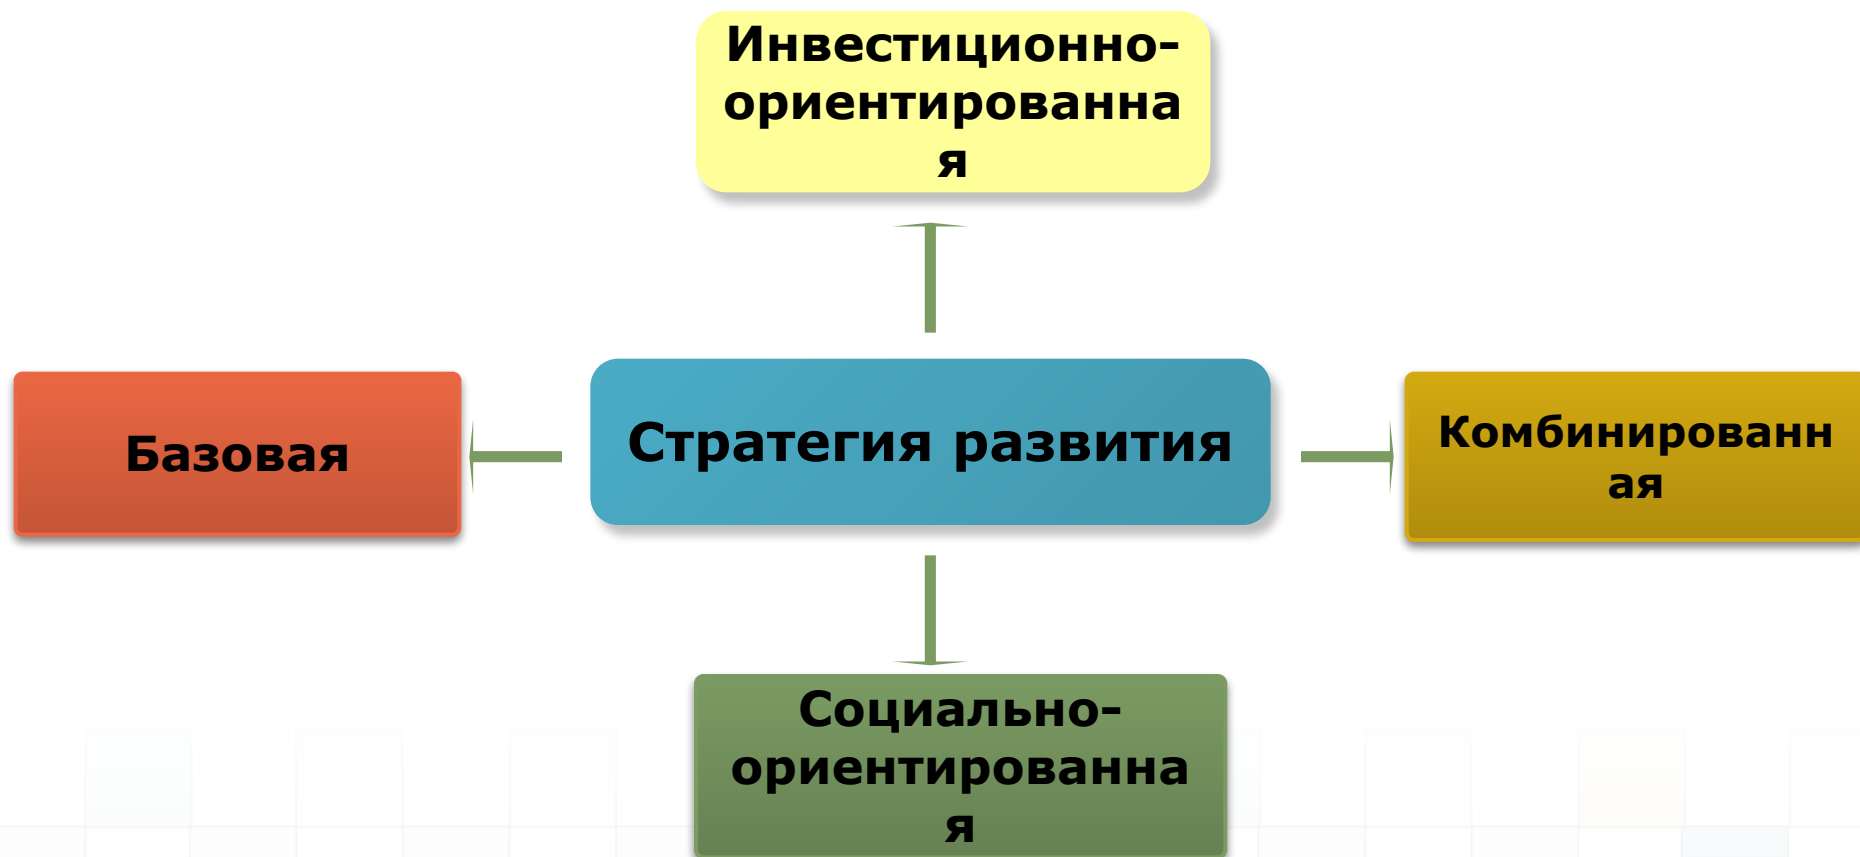 Инвестиционно-
ориентированна
я
Базовая
Стратегия развития
Комбинированн
ая
Социально-
ориентированна
я